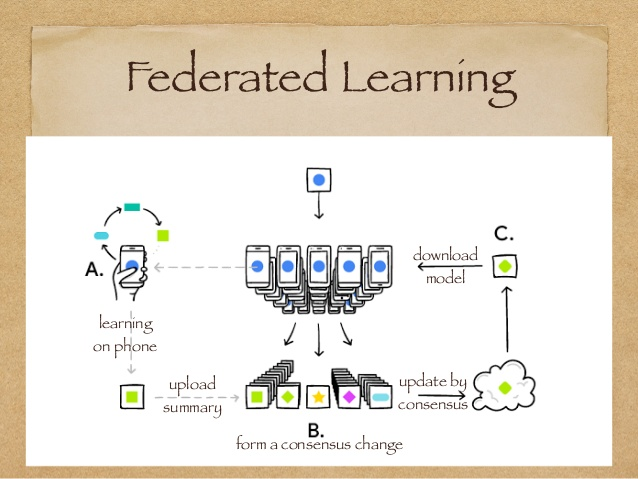 Federated Learning
C.
download
model
A.
learning
on phone
upload
summary
update by
consensus
B.
form a consensus change